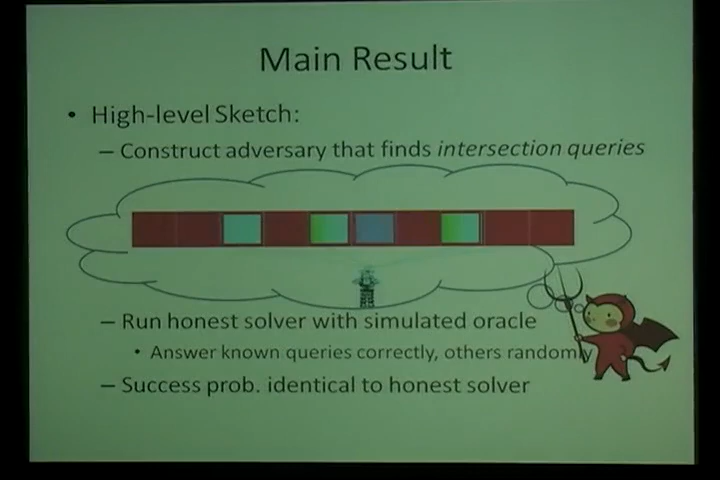 Main Result
• High-level Sketch:
– Construct adversary that finds intersection queries
– Run honest solver with simulated oracle
• Answer known queries correctly, others randomly
– Success prob. identical to honest solver